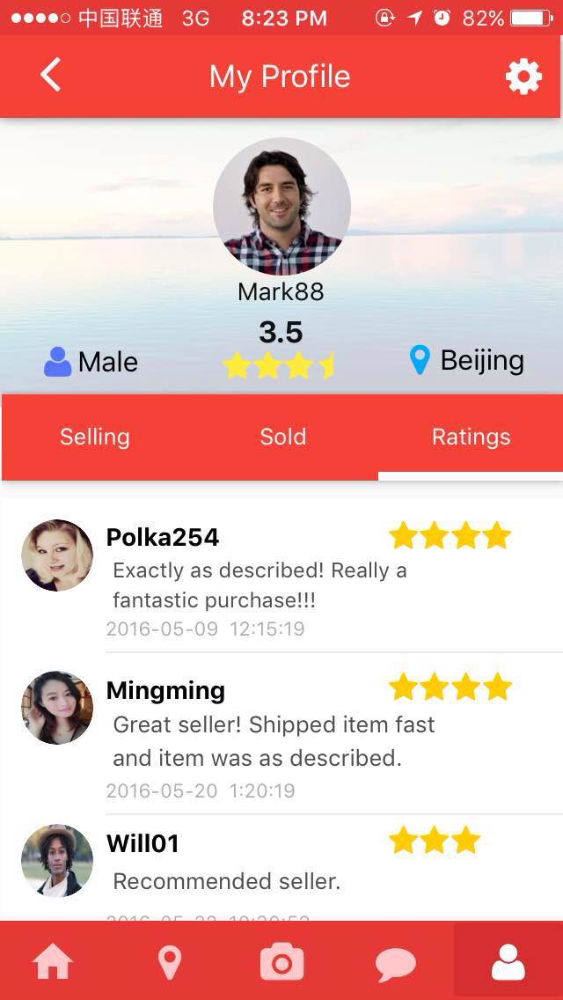 中国联通 3G 8:23 PM 82%
My Profile
Mark88
3.5
Male
Beijing
Selling Sold Ratings
Polka254
Exactly as described! Really a
fantastic purchase!!!
2016-05-09 12:15:19
Mingming
Great seller! Shipped item fast
and item was as described.
2016-05-20 1:20:19
Will01
Recommended seller.